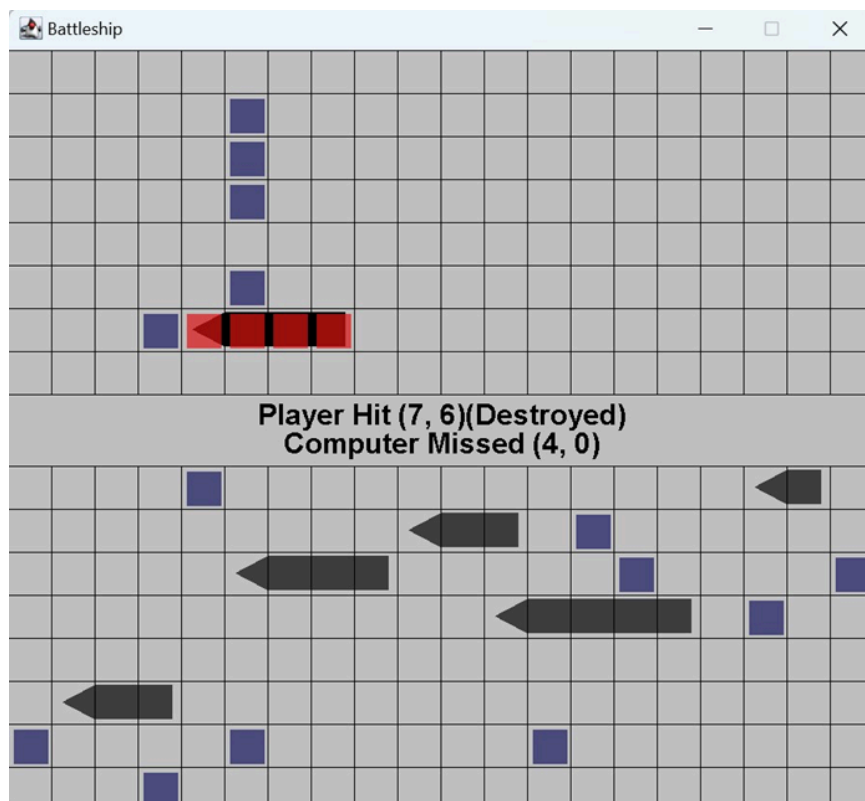 Battleship
Player Hit (7, 6)(Destroyed)
Computer Missed (4, 0)